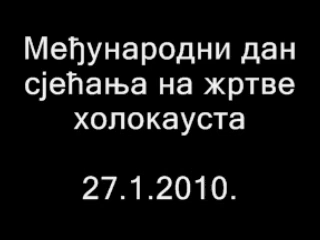 Међународни дан
сјећања на жртве
холокауста
27.1.2010.